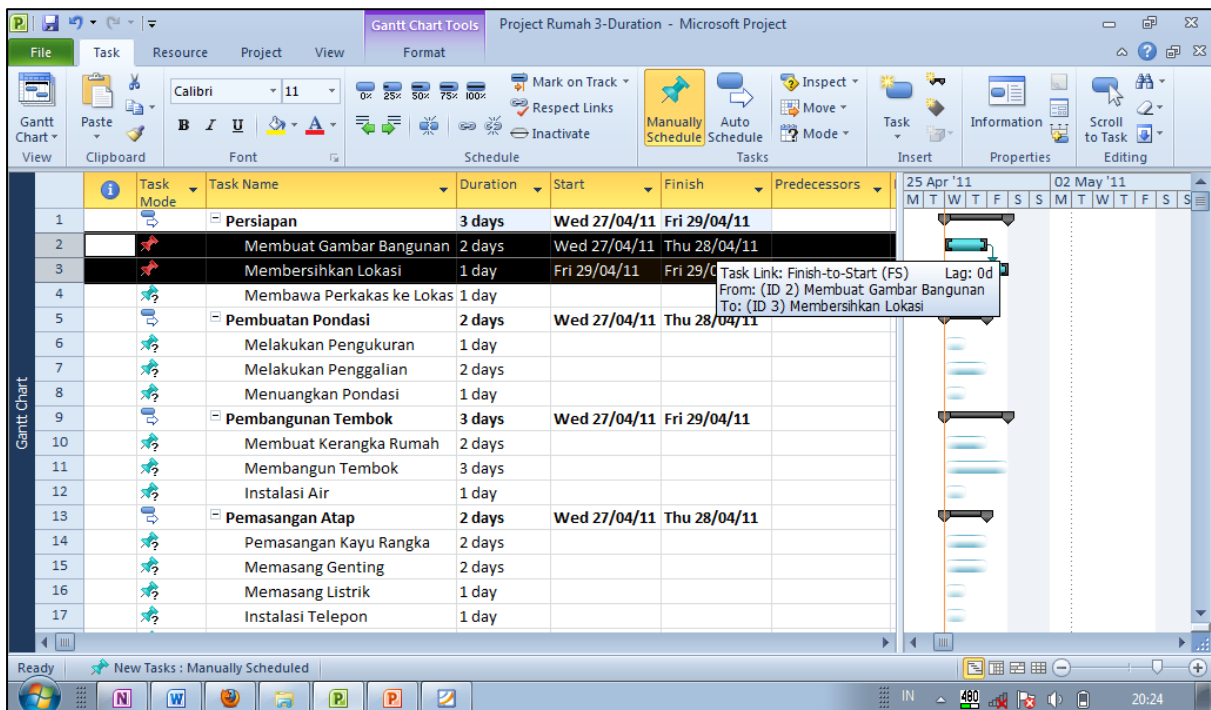 Gantt Chart Tools Project Rumah 3-Duration - Microsoft Project
File Task Resource Project View Format
Gantt Chart
View
Paste
Clipboard
Calibri 11
B I U A
Font
0% 25% 50% 75% 100%
Mark on Track
Respect Links
Inactivate
Schedule
Manually Schedule
Auto Schedule
Inspect
Move
Mode
Tasks
Task
Insert
Information
Properties
Scroll to Task
Editing
Task Mode Task Name Duration Start Finish Predecessors 25 Apr '11 02 May '11
M T W T F S S M T W T F S S
1 Persiapan 3 days Wed 27/04/11 Fri 29/04/11
2 Membuat Gambar Bangunan 2 days Wed 27/04/11 Thu 28/04/11
3 Membersihkan Lokasi 1 day Fri 29/04/11 Fri 29/0
Task Link: Finish-to-Start (FS) Lag: 0d
From: (ID 2) Membuat Gambar Bangunan
To: (ID 3) Membersihkan Lokasi
4 Membawa Perkakas ke Lokas 1 day
5 Pembuatan Pondasi 2 days Wed 27/04/11 Thu 28/04/11
6 Melakukan Pengukuran 1 day
7 Melakukan Penggalian 2 days
8 Menuangkan Pondasi 1 day
9 Pembangunan Tembok 3 days Wed 27/04/11 Fri 29/04/11
10 Membuat Kerangka Rumah 2 days
11 Membangun Tembok 3 days
12 Instalasi Air 1 day
13 Pemasangan Atap 2 days Wed 27/04/11 Thu 28/04/11
14 Pemasangan Kayu Rangka 2 days
15 Memasang Genting 2 days
16 Memasang Listrik 1 day
17 Instalasi Telepon 1 day
Gantt Chart
Ready New Tasks : Manually Scheduled
IN 480 20:24